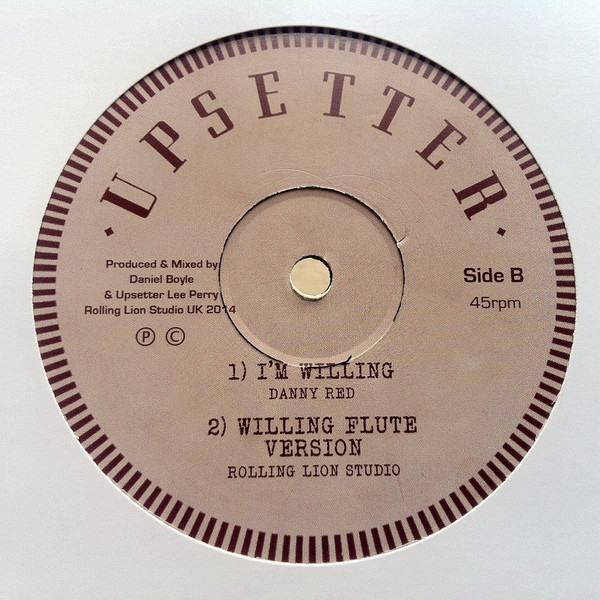 · UPSETTER ·
Produced & Mixed by
Daniel Boyle
& Upsetter Lee Perry
Rolling Lion Studio UK 2014
Ⓟ ©
Side B
45rpm
1) I'M WILLING
DANNY RED
2) WILLING FLUTE
VERSION
ROLLING LION STUDIO